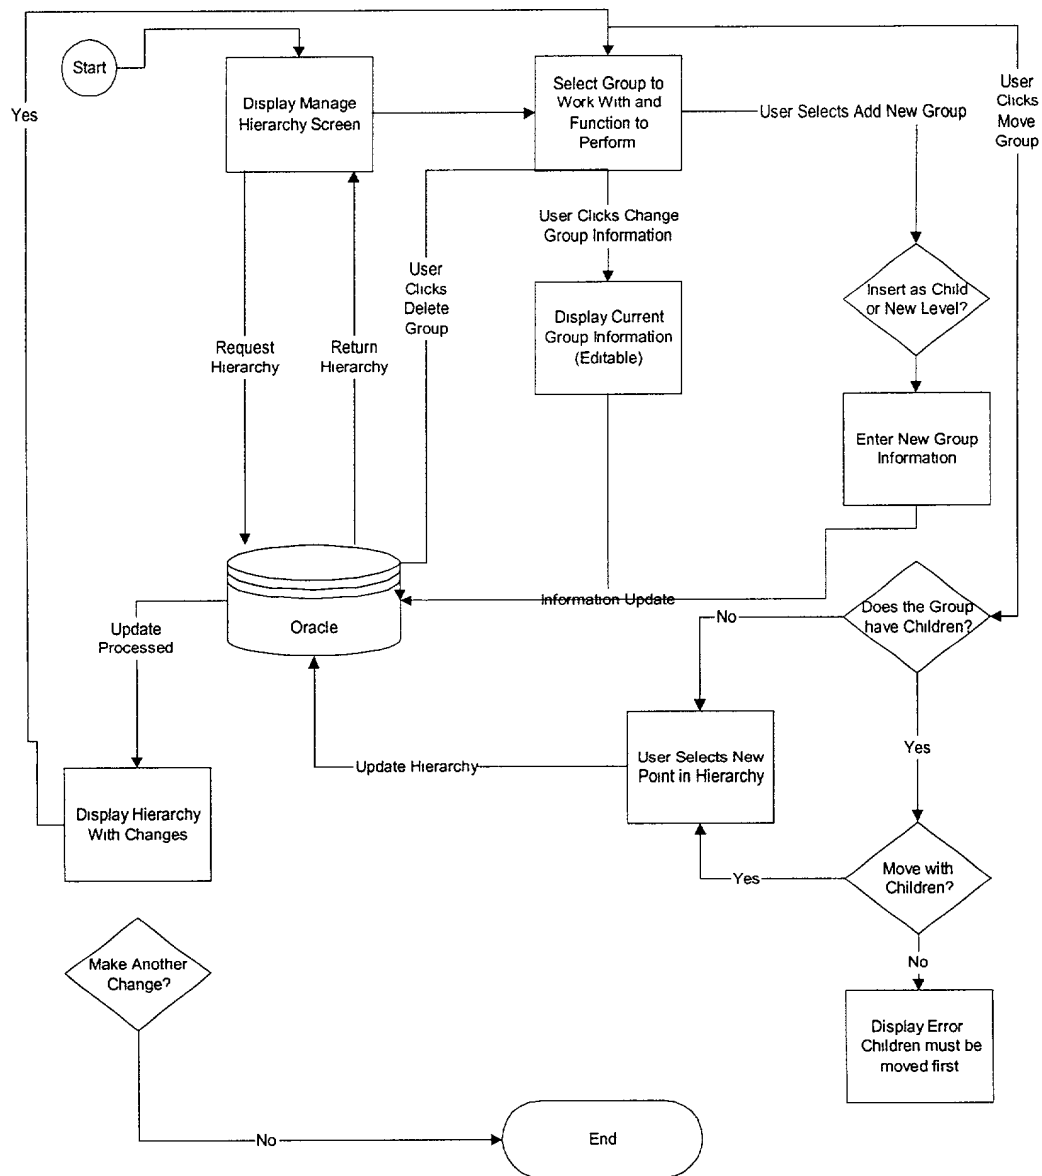 Start
Yes
Display Manage
Hierarchy Screen
Select Group to
Work With and
Function to
Perform
User Selects Add New Group
User
Clicks
Move
Group
User Clicks Change
Group Information
User
Clicks
Delete
Group
Insert as Child
or New Level?
Display Current
Group Information
(Editable)
Request
Hierarchy
Return
Hierarchy
Enter New Group
Information
Information Update
Oracle
Does the Group
have Children?
No
Update
Processed
Yes
User Selects New
Point in Hierarchy
Update Hierarchy
Display Hierarchy
With Changes
Move with
Children?
Yes
No
Make Another
Change?
Display Error
Children must be
moved first
No
End